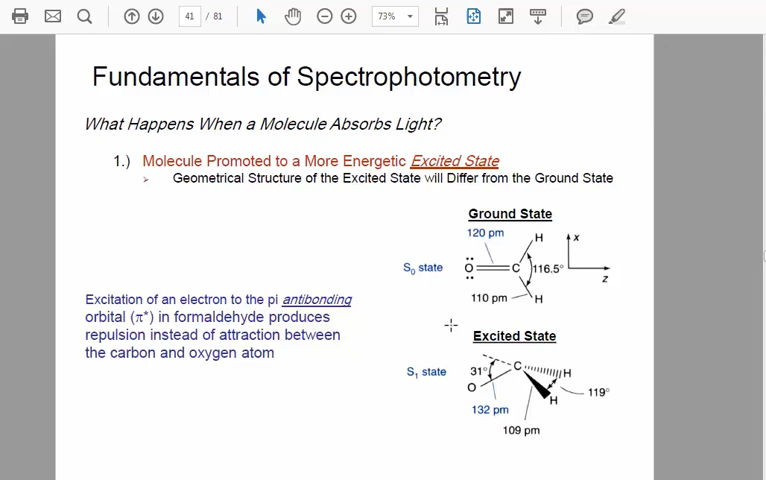 41 / 81 73%
Fundamentals of Spectrophotometry
What Happens When a Molecule Absorbs Light?
1.) Molecule Promoted to a More Energetic Excited State
Geometrical Structure of the Excited State will Differ from the Ground State
Ground State
120 pm
H
x
S0 state
O
C
116.5°
z
110 pm
H
Excitation of an electron to the pi antibonding
orbital (π*) in formaldehyde produces
repulsion instead of attraction between
the carbon and oxygen atom
Excited State
S1 state
31°
C
H
O
H
119°
132 pm
109 pm